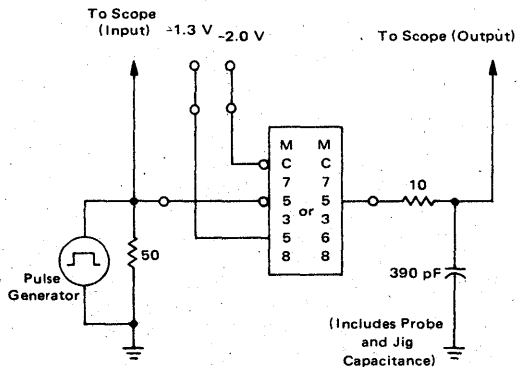 To Scope
(Input)
-1.3 V
-2.0 V
To Scope (Output)
M M
C C
7 7
5 5
3 or 3
5 6
8 8
10
50
Pulse
Generator
390 pF
(Includes Probe
and Jig
Capacitance)